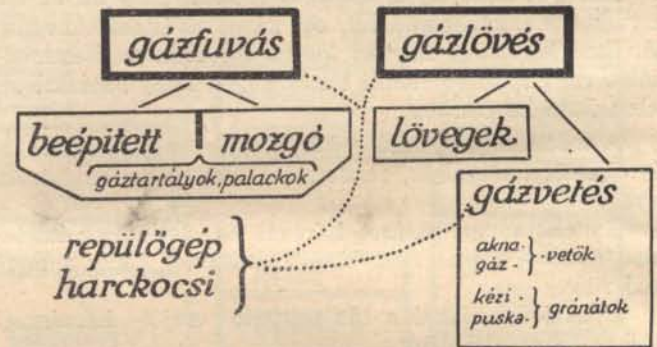 gázfuvás
gázlövés
beépitett mozgó
gáztartályok, palackok
lövegek
gázvetés
akna-
gáz-
-vetők
kézi-
puska-
gránátok
repülőgép
harckocsi